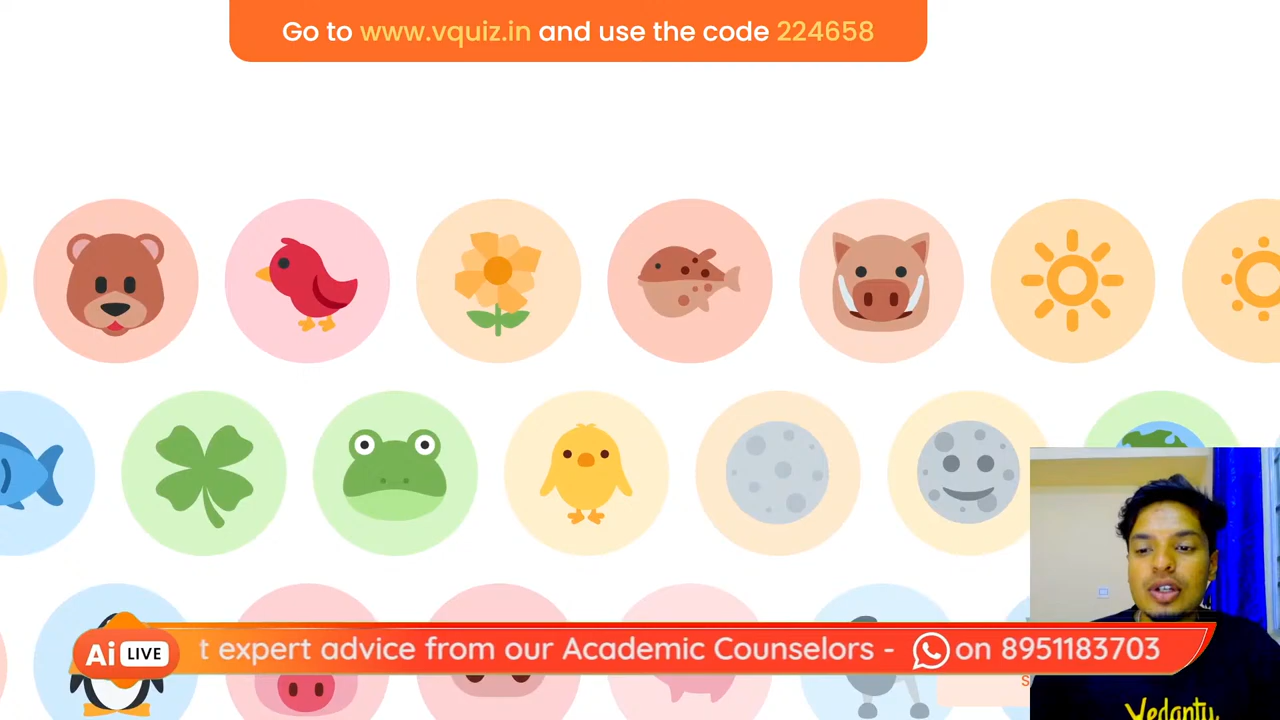 Go to www.vquiz.in and use the code 224658
Ai LIVE t expert advice from our Academic Counselors - on 8951183703
Vedantu